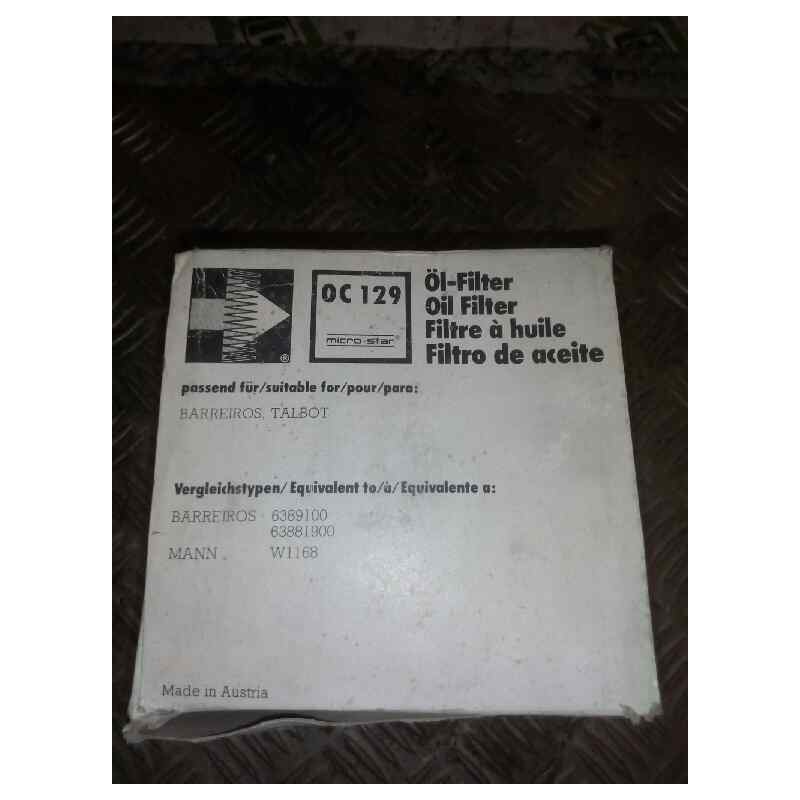 OC 129
micro-star®
Öl-Filter
Oil Filter
Filtre à huile
Filtro de aceite
®
passend für/suitable for/pour/para:
BARREIROS, TALBOT
Vergleichstypen/Equivalent to/à/Equivalente a:
BARREIROS 6389100
63881900
MANN W1168
Made in Austria